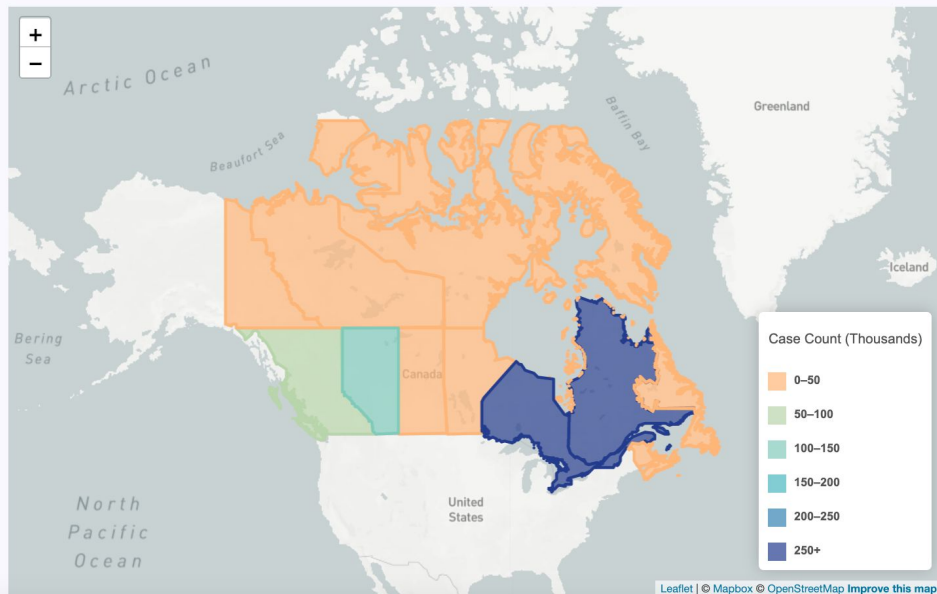 +
−
Arctic Ocean
Beaufort Sea
Baffin Bay
Greenland
Iceland
Bering
Sea
Canada
United
States
North
Pacific
Ocean
Case Count (Thousands)
0–50
50–100
100–150
150–200
200–250
250+
Leaflet | © Mapbox © OpenStreetMap Improve this map